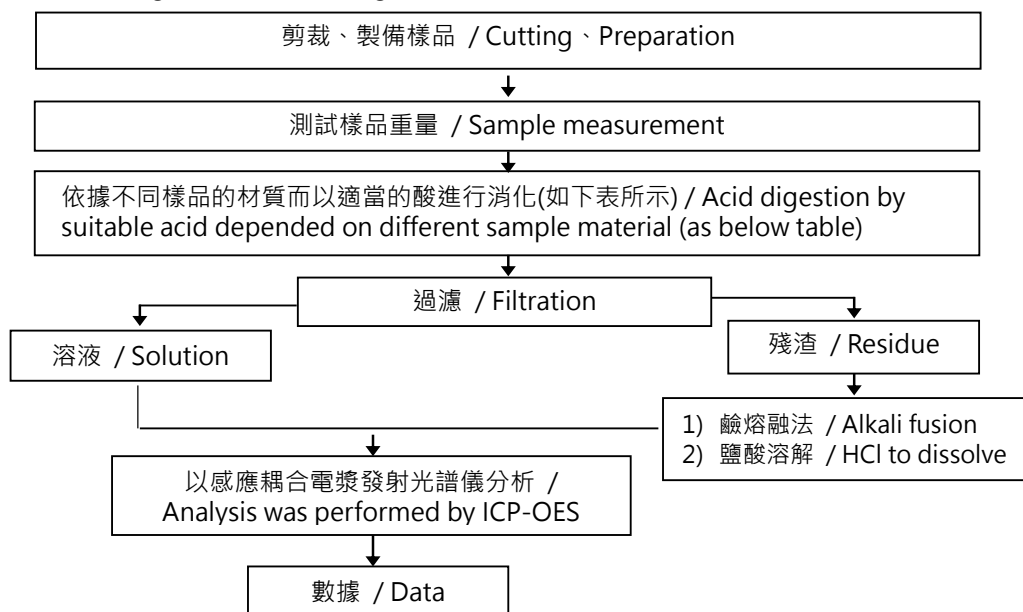 剪裁、製備樣品 / Cutting、Preparation
測試樣品重量 / Sample measurement
依據不同樣品的材質而以適當的酸進行消化(如下表所示) / Acid digestion by
suitable acid depended on different sample material (as below table)
過濾 / Filtration
溶液 / Solution
殘渣 / Residue
1) 鹼熔融法 / Alkali fusion
2) 鹽酸溶解 / HCl to dissolve
以感應耦合電漿發射光譜儀分析 /
Analysis was performed by ICP-OES
數據 / Data